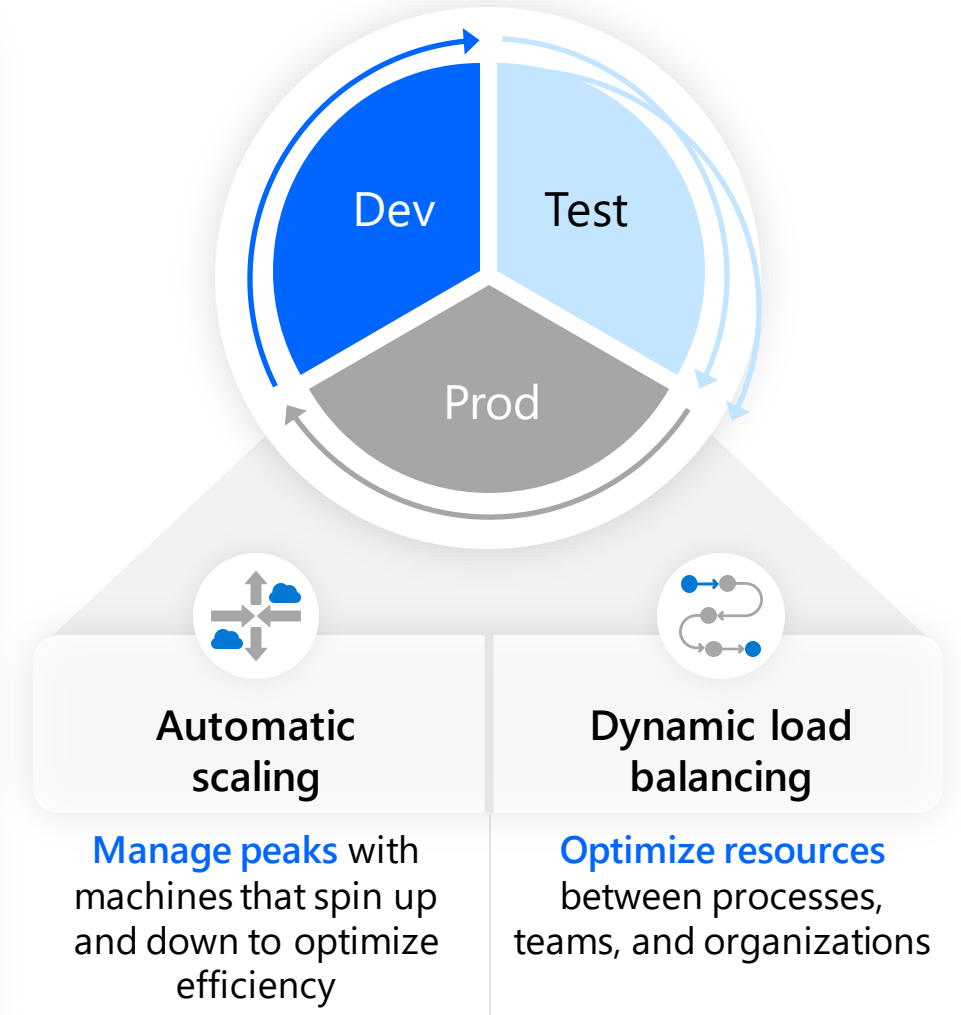 Dev
Test
Prod
Automatic
scaling
Manage peaks with
machines that spin up
and down to optimize
efficiency
Dynamic load
balancing
Optimize resources
between processes,
teams, and organizations